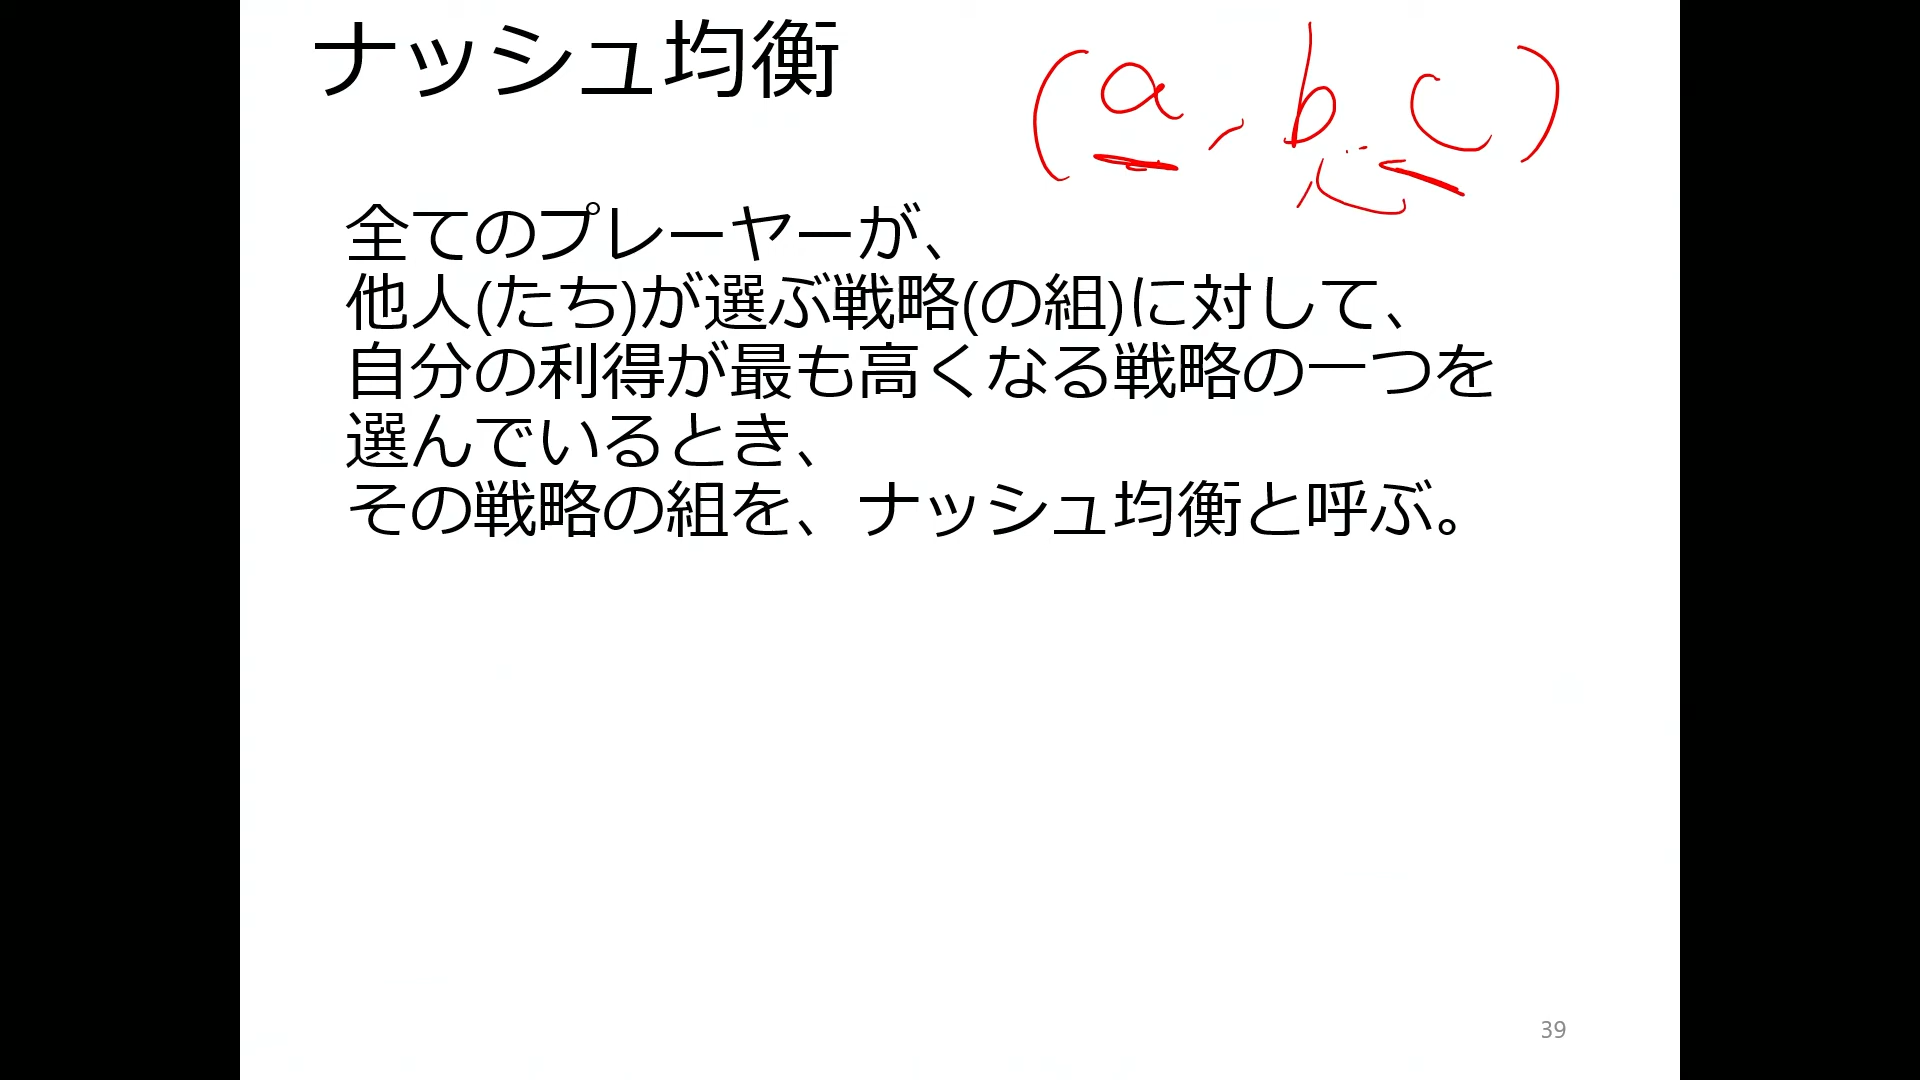 ナッシュ均衡
(a, b, c)
全てのプレーヤーが、
他人(たち)が選ぶ戦略(の組)に対して、
自分の利得が最も高くなる戦略の一つを
選んでいるとき、
その戦略の組を、ナッシュ均衡と呼ぶ。
39